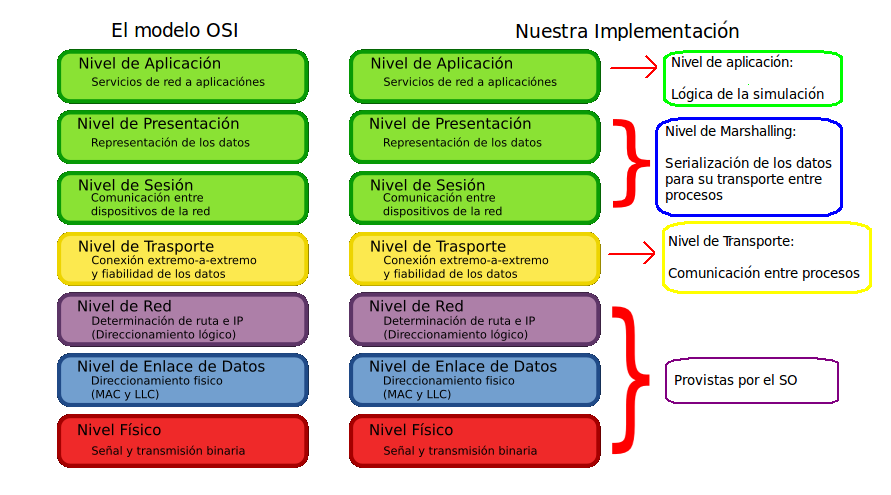 El modelo OSI
Nivel de Aplicación
Servicios de red a aplicaciónes
Nivel de Presentación
Representación de los datos
Nivel de Sesión
Comunicación entre
dispositivos de la red
Nivel de Trasporte
Conexión extremo-a-extremo
y fiabilidad de los datos
Nivel de Red
Determinación de ruta e IP
(Direccionamiento lógico)
Nivel de Enlace de Datos
Direccionamiento fisico
(MAC y LLC)
Nivel Físico
Señal y transmisión binaria
Nuestra Implementación
Nivel de Aplicación
Servicios de red a aplicaciónes
Nivel de Presentación
Representación de los datos
Nivel de Sesión
Comunicación entre
dispositivos de la red
Nivel de Trasporte
Conexión extremo-a-extremo
y fiabilidad de los datos
Nivel de Red
Determinación de ruta e IP
(Direccionamiento lógico)
Nivel de Enlace de Datos
Direccionamiento fisico
(MAC y LLC)
Nivel Físico
Señal y transmisión binaria
Nivel de aplicación:
Lógica de la simulación
Nivel de Marshalling:
Serialización de los datos
para su transporte entre
procesos
Nivel de Transporte:
Comunicación entre procesos
Provistas por el SO